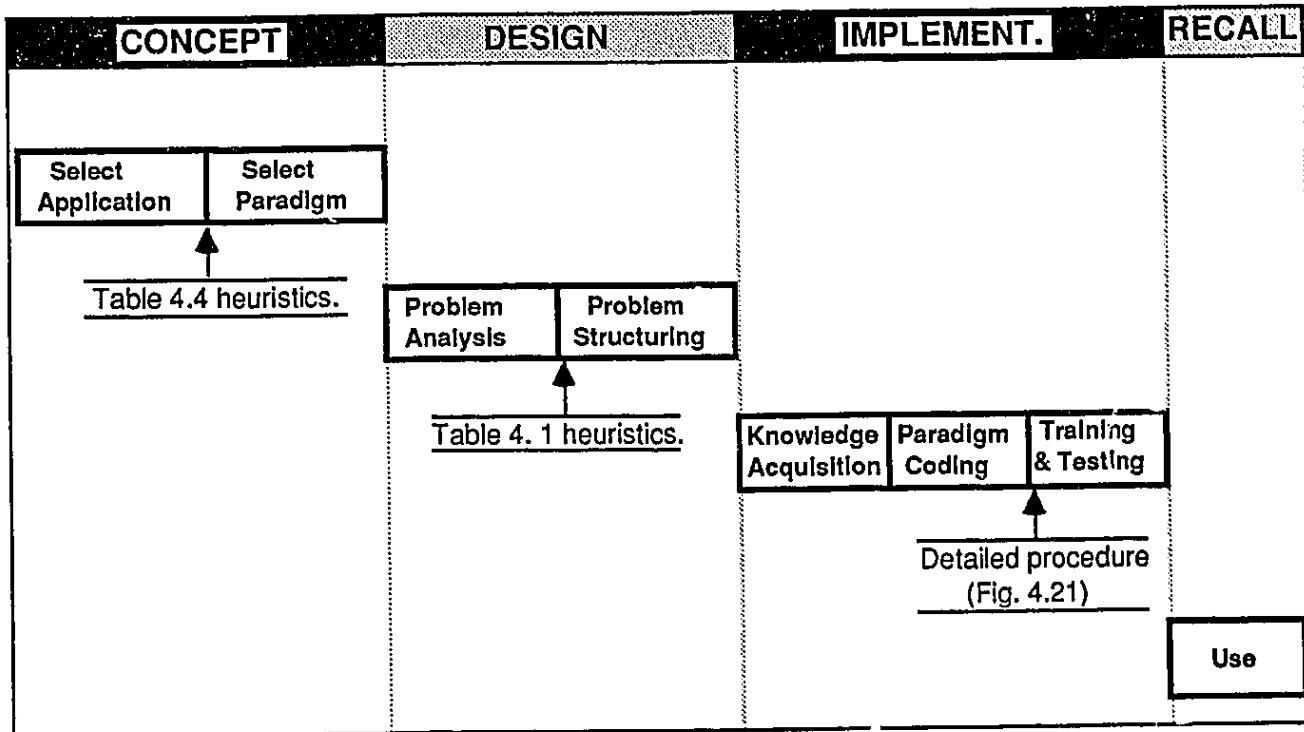 CONCEPT
DESIGN
IMPLEMENT.
RECALL
Select
Application
Select
Paradigm
Table 4.4 heuristics.
Problem
Analysis
Problem
Structuring
Table 4. 1 heuristics.
Knowledge
Acquisition
Paradigm
Coding
Training
& Testing
Detailed procedure
(Fig. 4.21)
Use